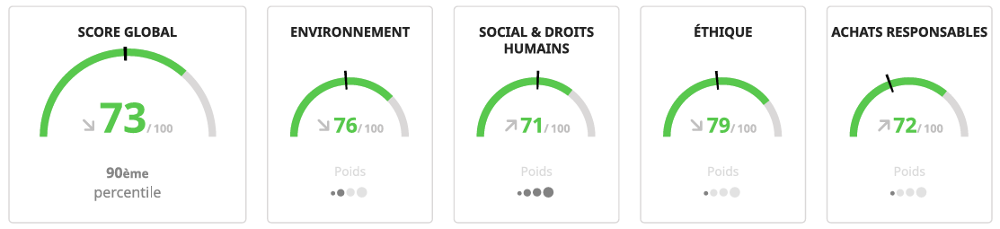 SCORE GLOBAL
73 / 100
90ème
percentile
ENVIRONNEMENT
76 / 100
Poids
SOCIAL & DROITS
HUMAINS
71 / 100
Poids
ÉTHIQUE
79 / 100
Poids
ACHATS RESPONSABLES
72 / 100
Poids